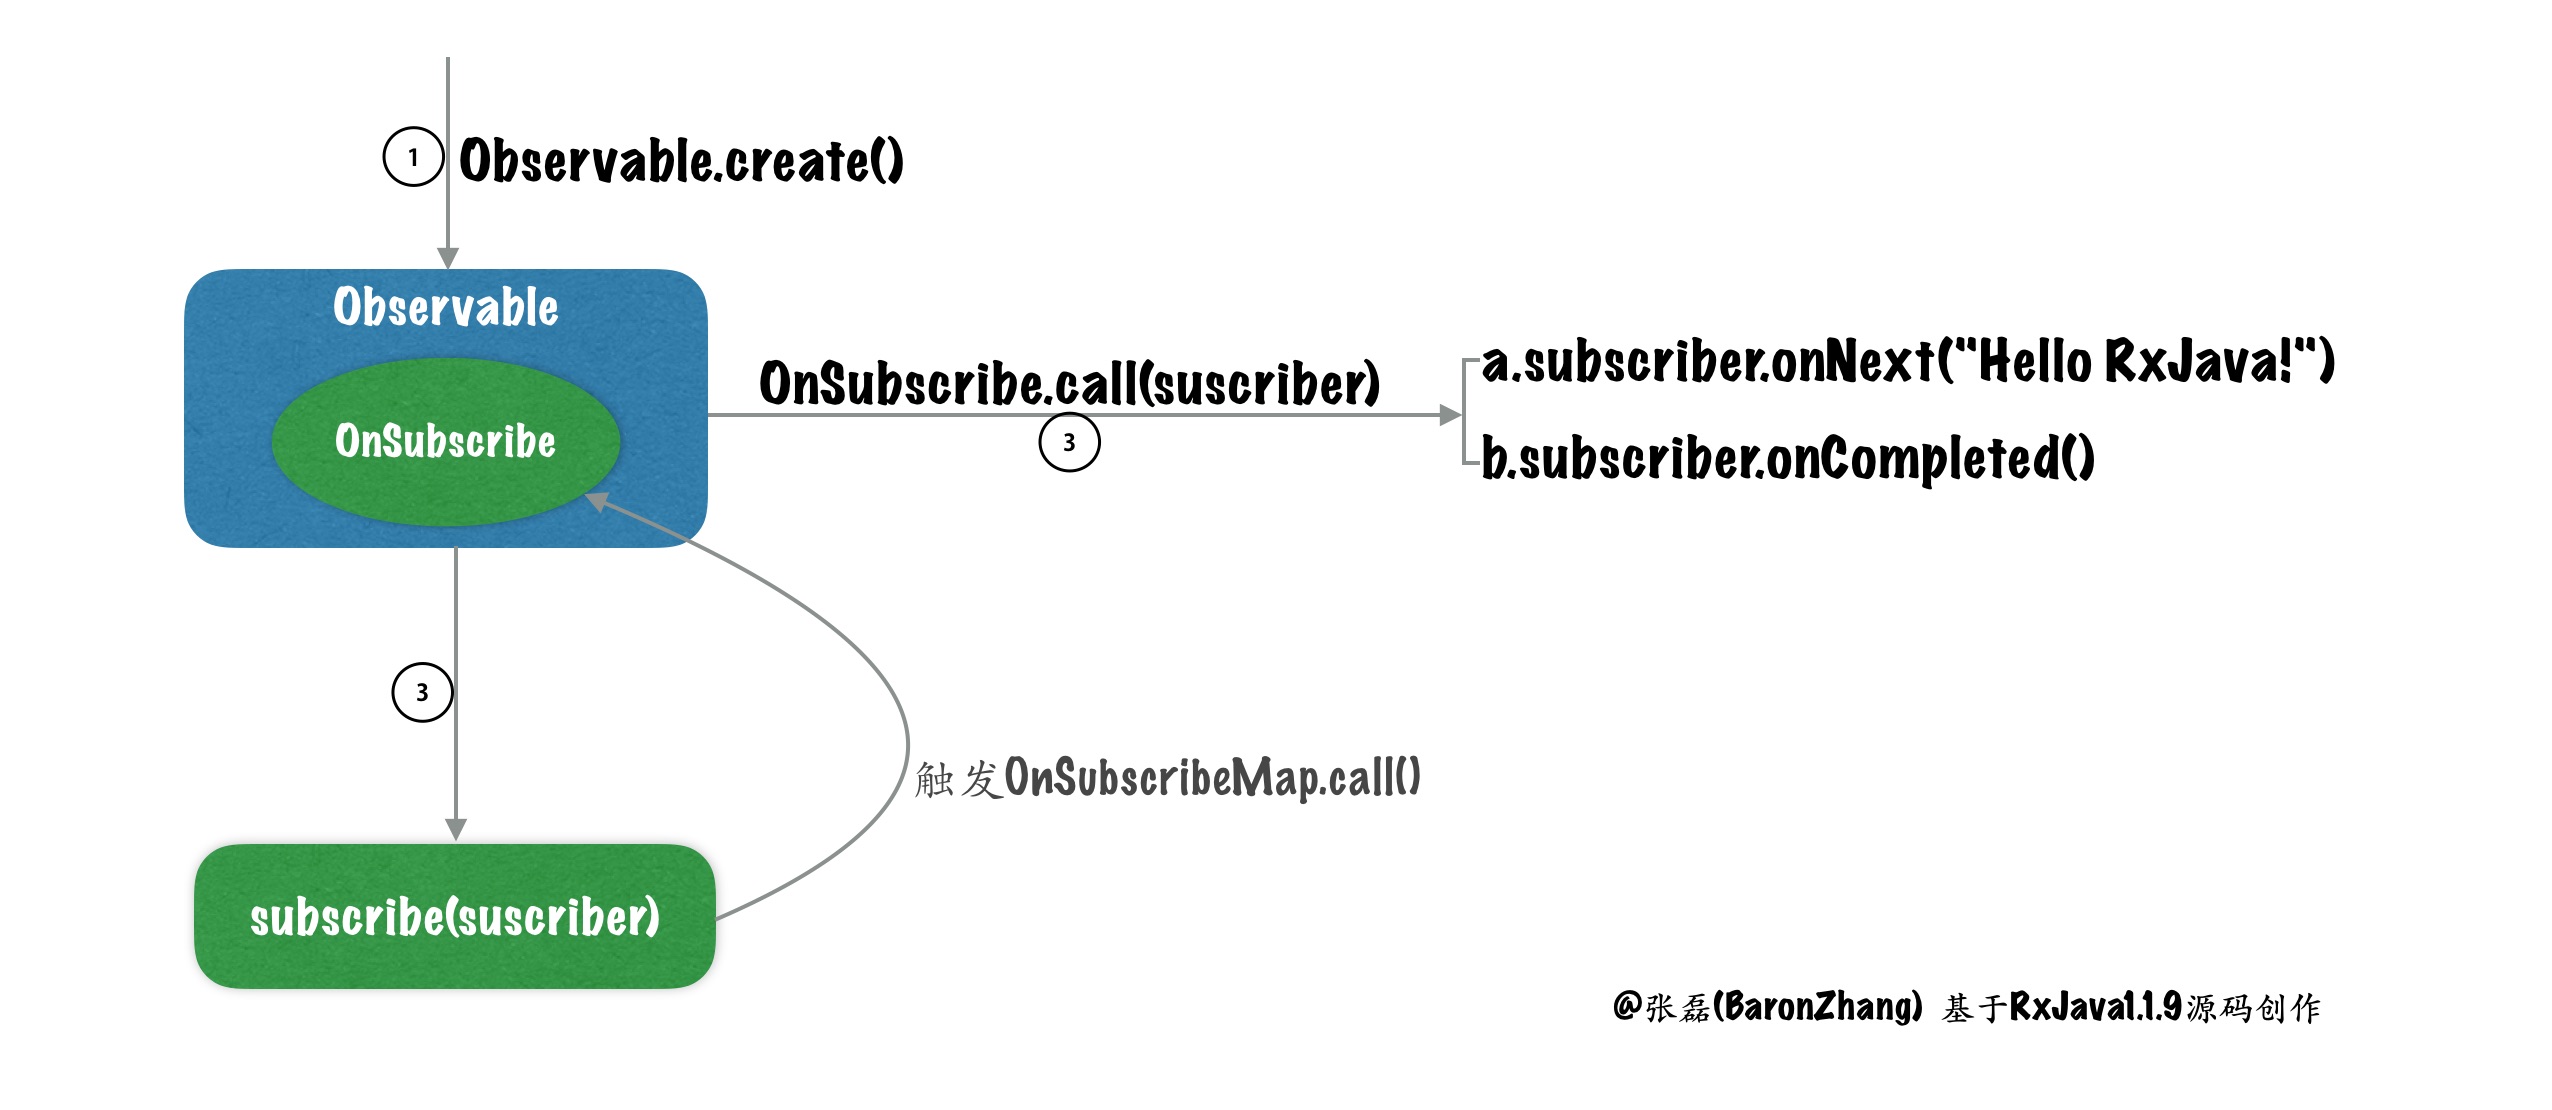 1
Observable.create()
Observable
OnSubscribe
OnSubscribe.call(suscriber)
3
a.subscriber.onNext("Hello RxJava!")
b.subscriber.onCompleted()
3
触发OnSubscribeMap.call()
subscribe(suscriber)
@张磊(BaronZhang) 基于RxJava1.1.9源码创作